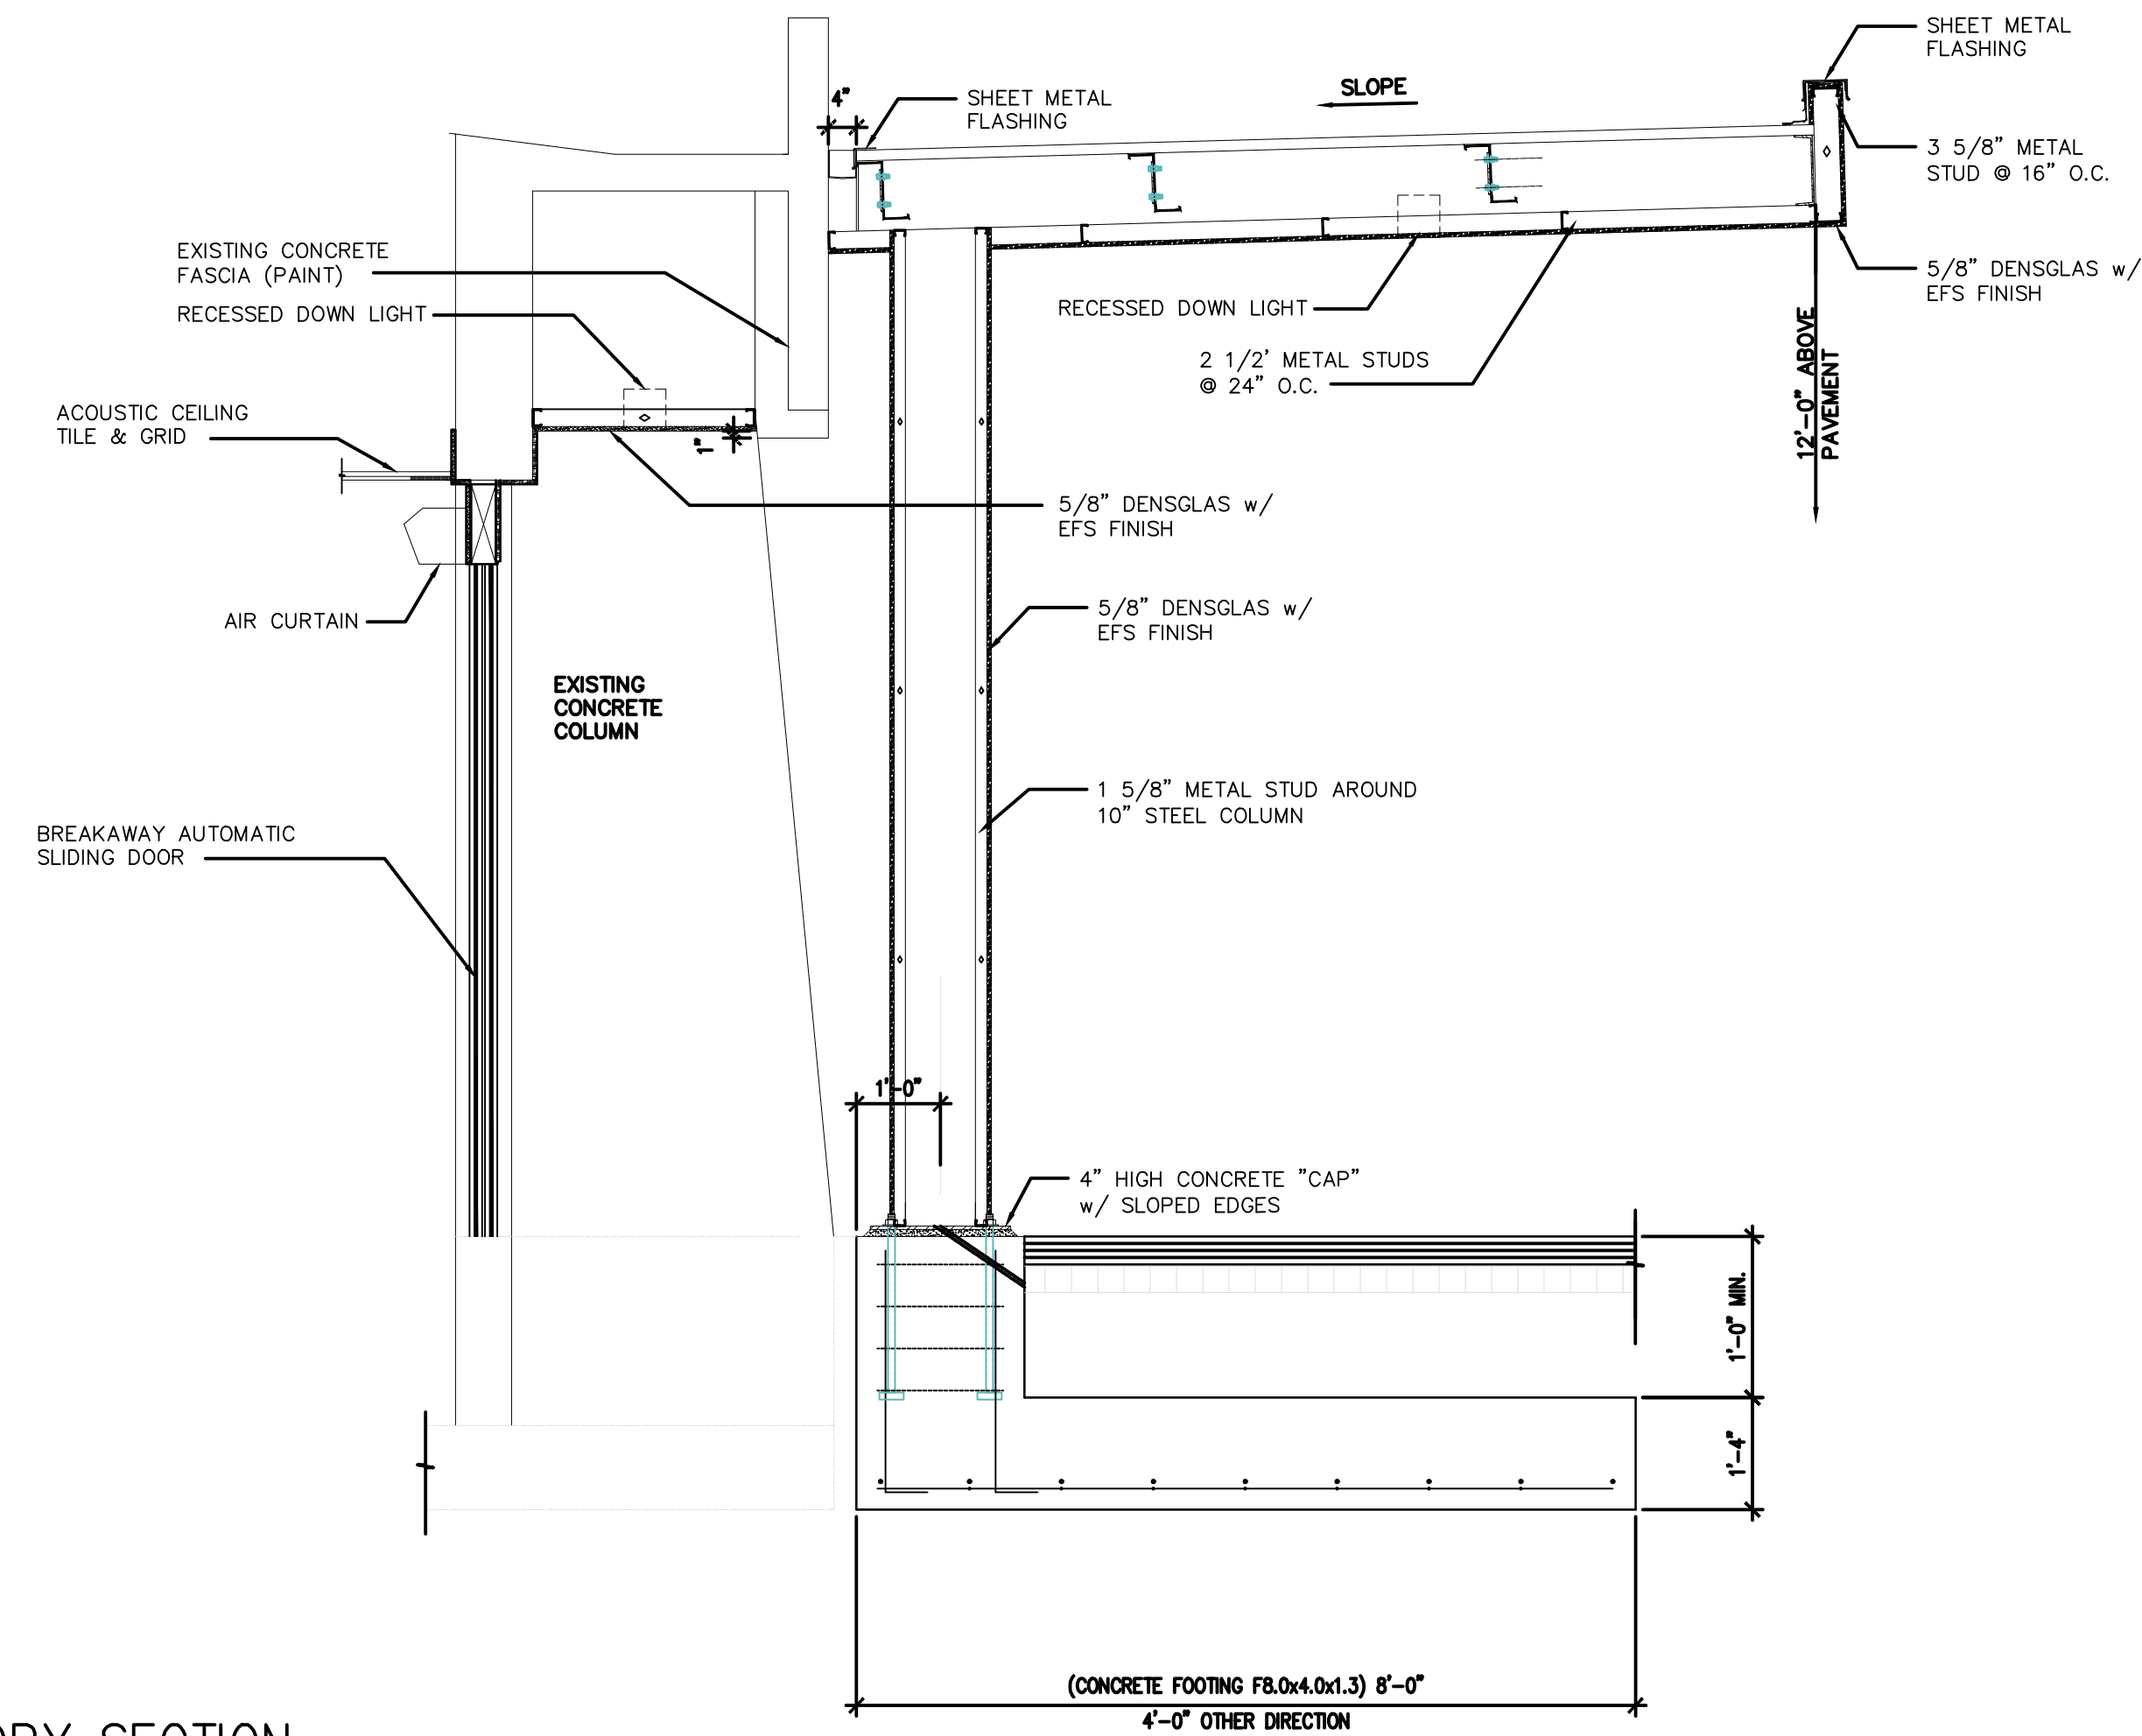 SHEET METAL
FLASHING
SLOPE
4"
SHEET METAL
FLASHING
3 5/8" METAL
STUD @ 16" O.C.
EXISTING CONCRETE
FASCIA (PAINT)
5/8" DENSGLAS w/
EFS FINISH
RECESSED DOWN LIGHT
RECESSED DOWN LIGHT
2 1/2' METAL STUDS
@ 24" O.C.
12'-0" ABOVE
PAVEMENT
ACOUSTIC CEILING
TILE & GRID
1"
5/8" DENSGLAS w/
EFS FINISH
AIR CURTAIN
5/8" DENSGLAS w/
EFS FINISH
EXISTING
CONCRETE
COLUMN
1 5/8" METAL STUD AROUND
10" STEEL COLUMN
BREAKAWAY AUTOMATIC
SLIDING DOOR
1'-0"
4" HIGH CONCRETE "CAP"
w/ SLOPED EDGES
1'-0" MIN.
1'-4"
(CONCRETE FOOTING F8.0x4.0x1.3) 8'-0"
4'-0" OTHER DIRECTION
SECTION